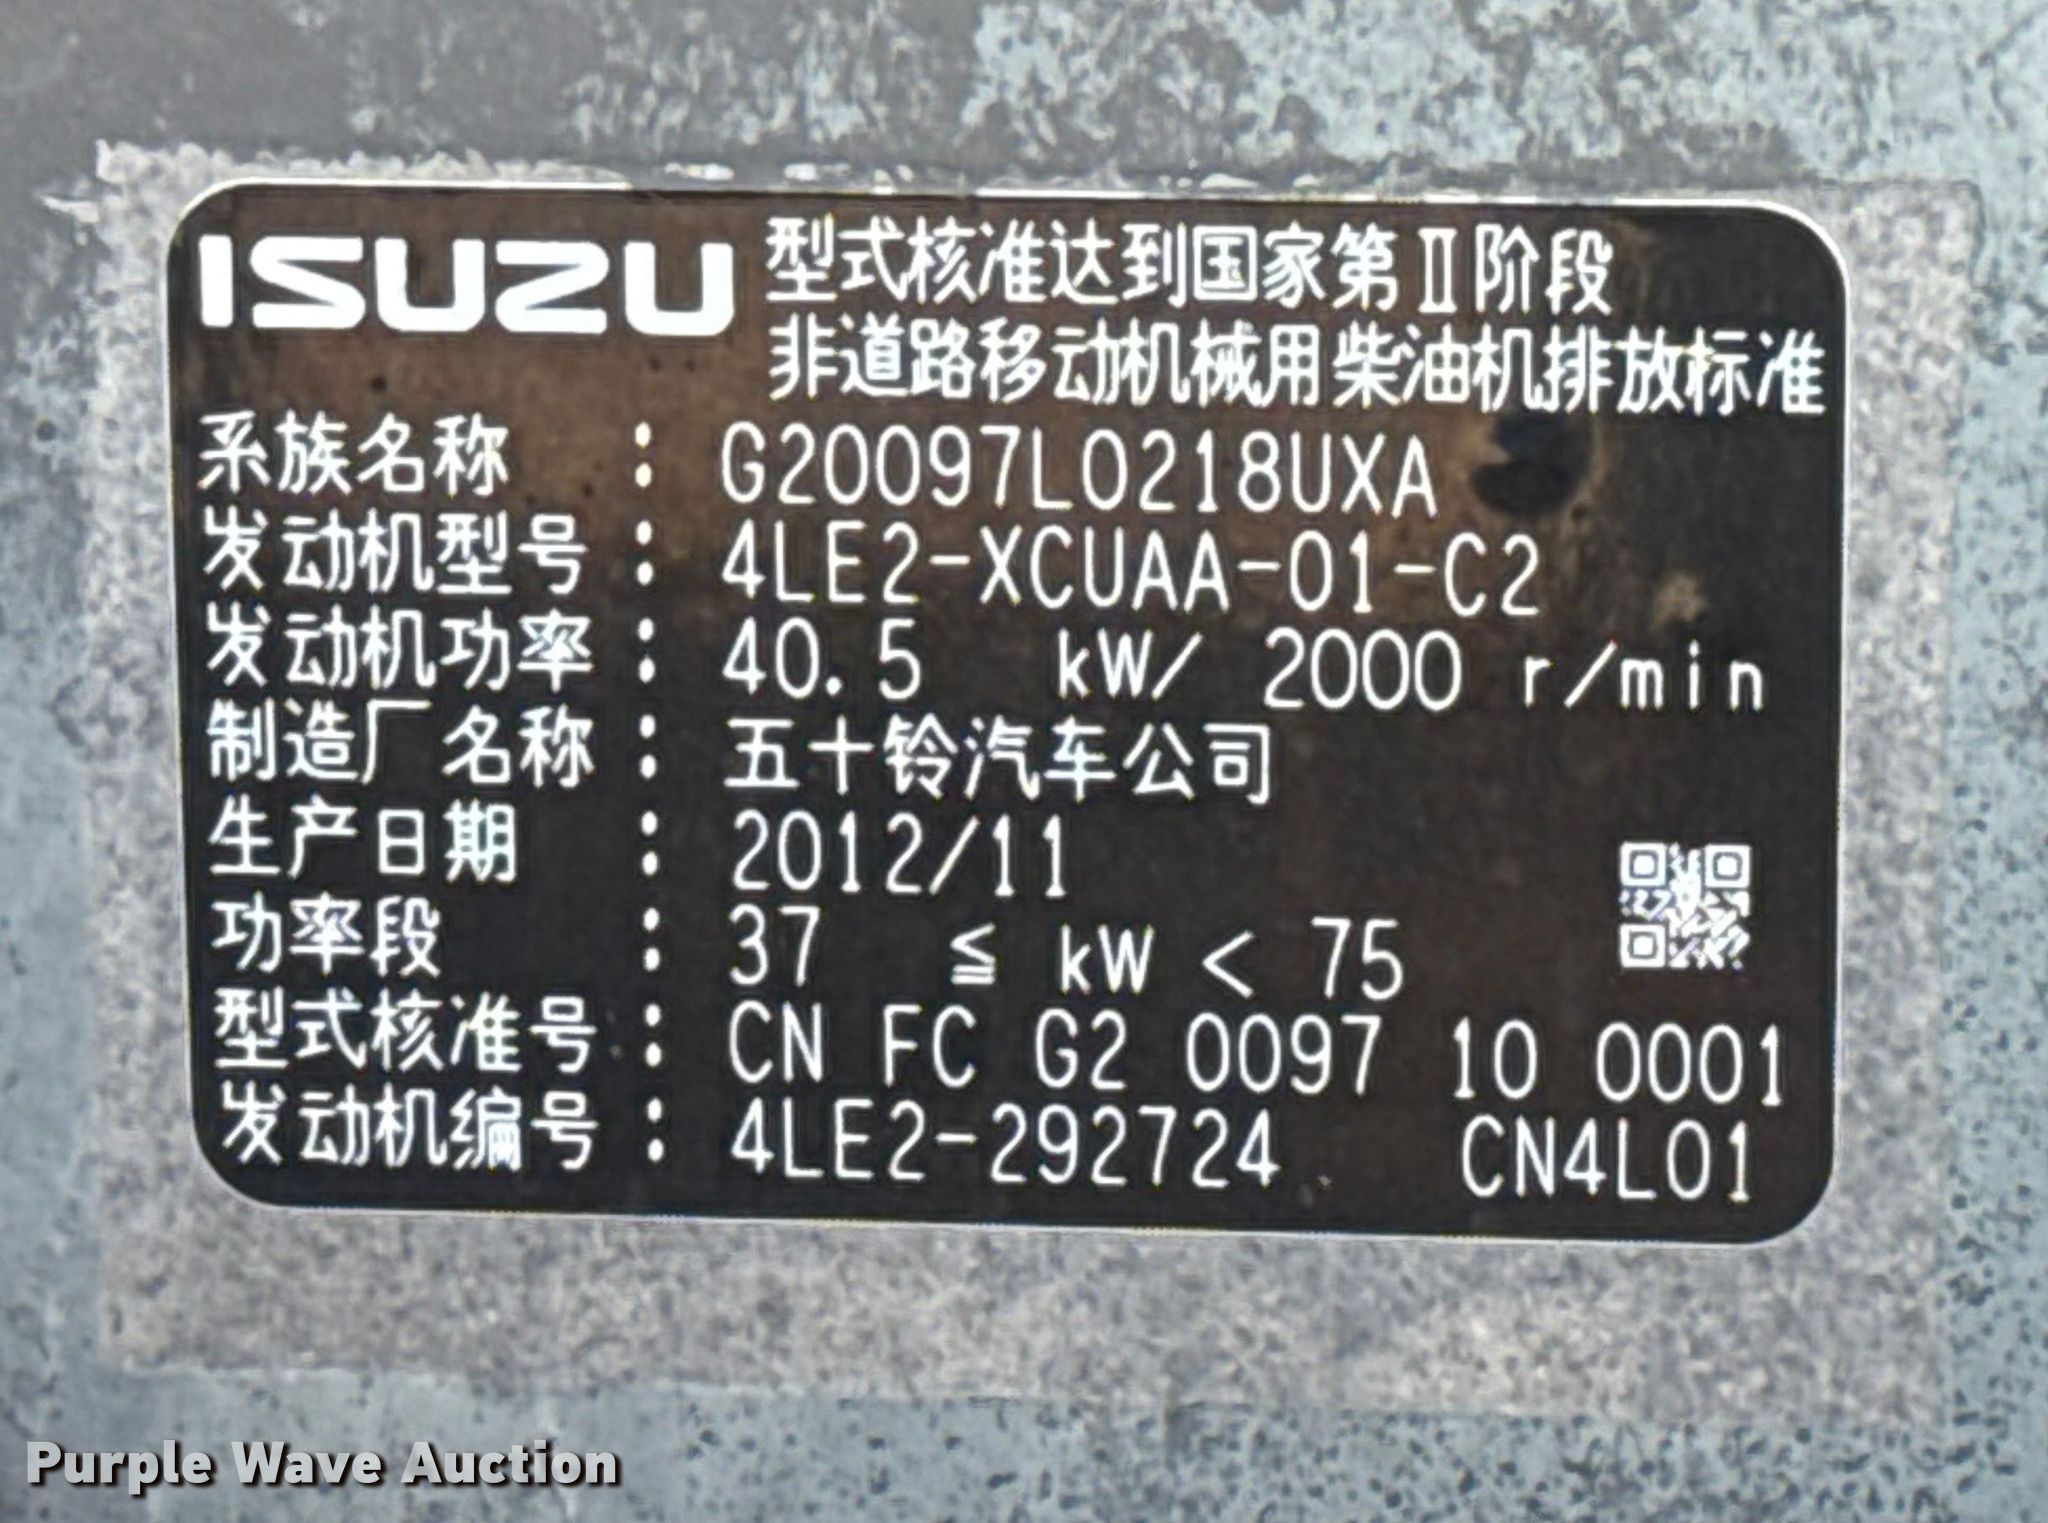 ISUZU 型式核准达到国家第Ⅱ阶段
非道路移动机械用柴油机排放标准
系族名称 : G20097L0218UXA
发动机型号 : 4LE2-XCUAA-01-C2
发动机功率 : 40.5 kW/ 2000 r/min
制造厂名称 : 五十铃汽车公司
生产日期 : 2012/11
功率段 : 37 ≦ kW < 75
型式核准号 : CN FC G2 0097 10 0001
发动机编号 : 4LE2-292724 CN4L01
Purple Wave Auction